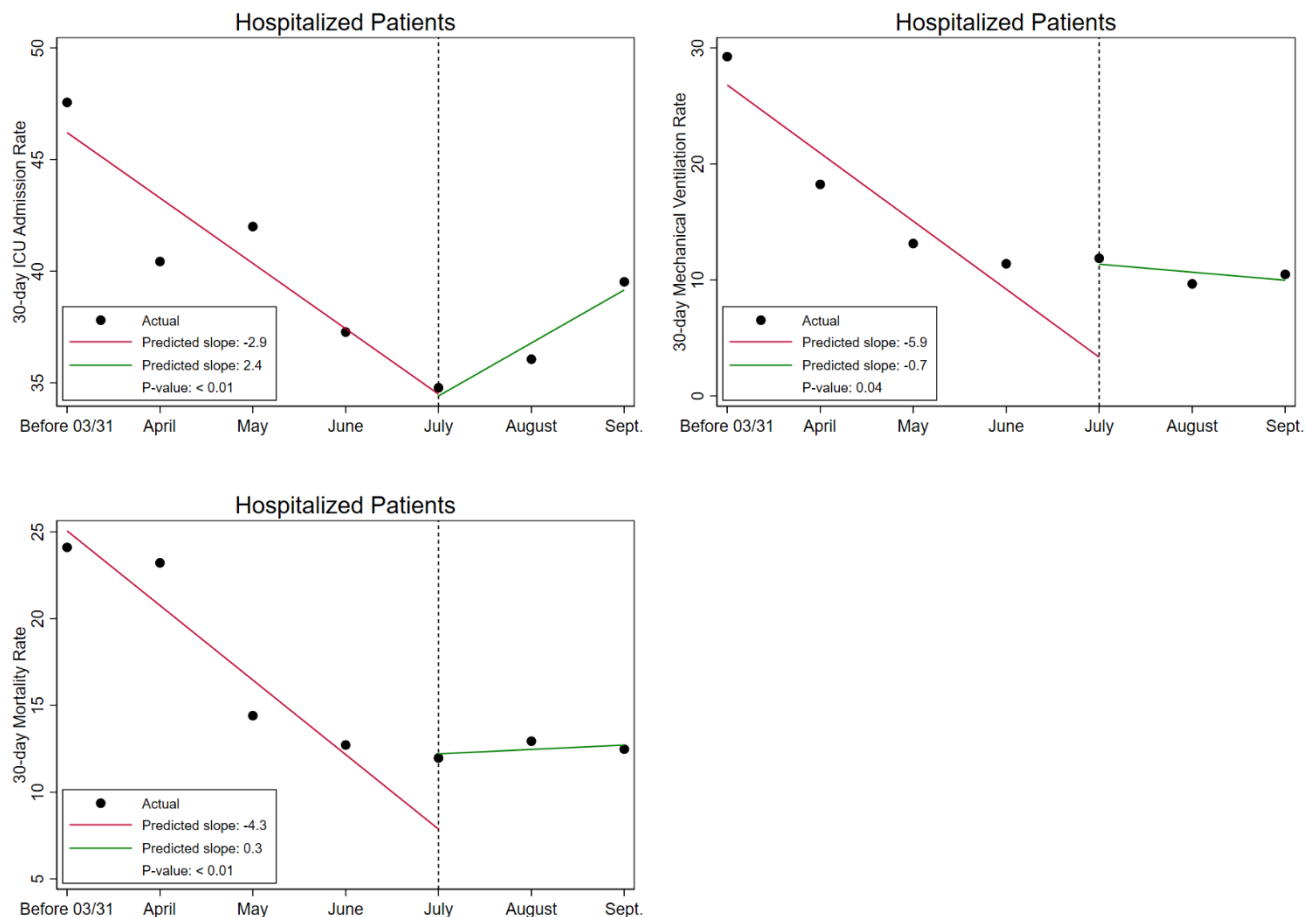 Hospitalized Patients
30-day ICU Admission Rate
50
45
40
35
Actual
Predicted slope: -2.9
Predicted slope: 2.4
P-value: < 0.01
Before 03/31 April May June July August Sept.
Hospitalized Patients
30-day Mechanical Ventilation Rate
30
20
10
0
Actual
Predicted slope: -5.9
Predicted slope: -0.7
P-value: 0.04
Before 03/31 April May June July August Sept.
Hospitalized Patients
30-day Mortality Rate
25
20
15
10
5
Actual
Predicted slope: -4.3
Predicted slope: 0.3
P-value: < 0.01
Before 03/31 April May June July August Sept.